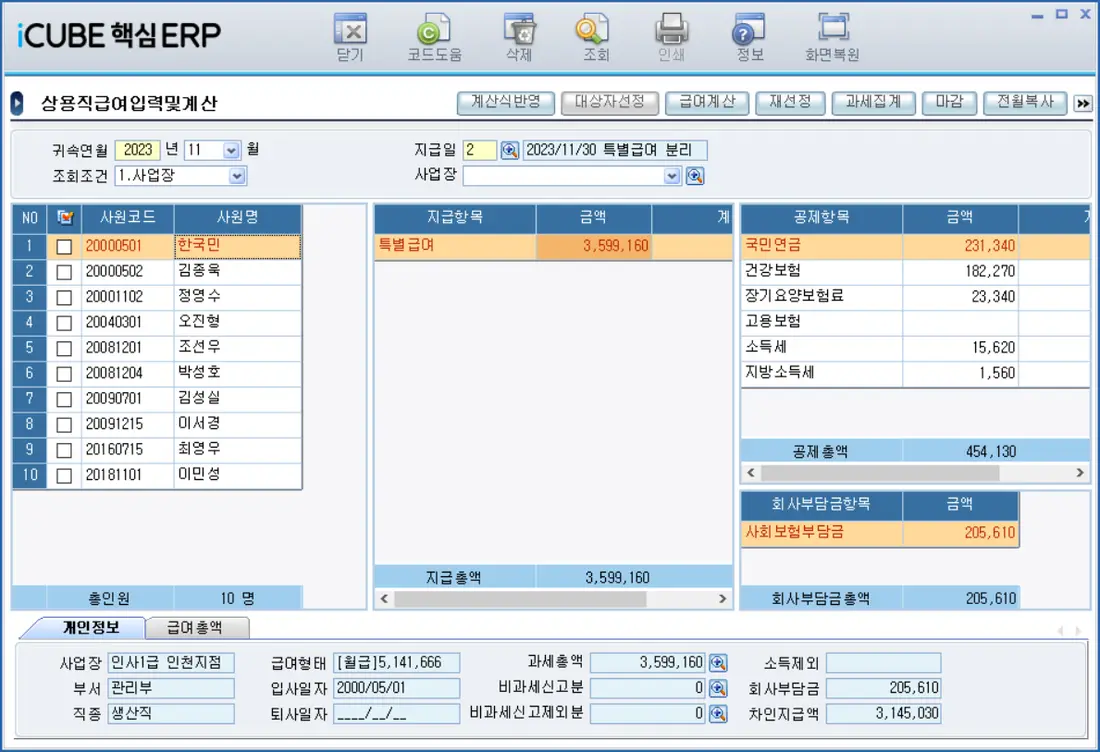 iCUBE 핵심ERP
닫기 코드도움 삭제 조회 인쇄 정보 화면복원
상용직급여입력및계산
계산식반영 대상자선정 급여계산 재선정 과세집계 마감 전월복사
귀속연월 2023 년 11 월 지급일 2 2023/11/30 특별급여 분리
조회조건 1.사업장 사업장
NO 사원코드 사원명 지급항목 금액 계 공제항목 금액
1 20000501 한국민 특별급여 3,599,160 국민연금 231,340
2 20000502 김종욱 건강보험 182,270
3 20001102 정영수 장기요양보험료 23,340
4 20040301 오진형 고용보험
5 20081201 조선우 소득세 15,620
6 20081204 박성호 지방소득세 1,560
7 20090701 김성실
8 20091215 이서경
9 20160715 최영우 공제총액 454,130
10 20181101 이민성
회사부담금항목 금액
사회보험부담금 205,610
지급총액 3,599,160
총인원 10 명 회사부담금총액 205,610
개인정보 급여총액
사업장 인사1급 인천지점 급여형태 [월급]5,141,666 과세총액 3,599,160 소득제외
부서 관리부 입사일자 2000/05/01 비과세신고분 0 회사부담금 205,610
직종 생산직 퇴사일자 ____/__/__ 비과세신고제외분 0 차인지급액 3,145,030